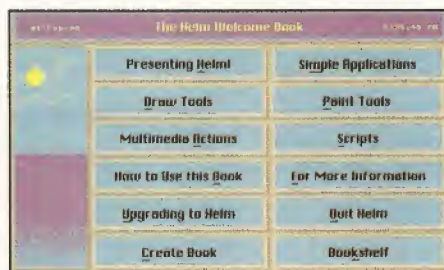 The Helm Welcome Book
Presenting Helm!
Simple Applications
Draw Tools
Paint Tools
Multimedia Actions
Scripts
How to Use this Book
For More Information
Upgrading to Helm
Quit Helm
Create Book
Bookshelf